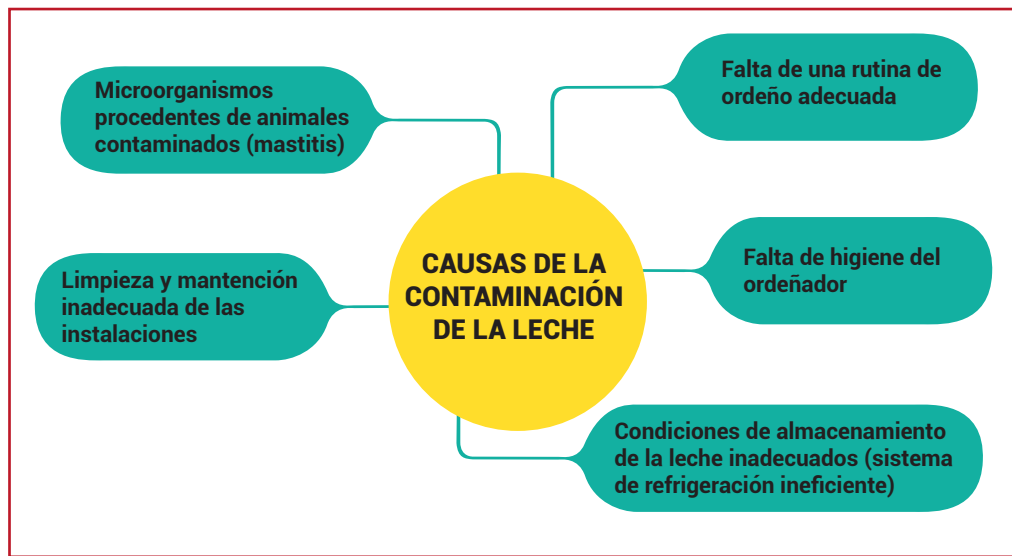 Microorganismos
procedentes de animales
contaminados (mastitis)
Falta de una rutina de
ordeño adecuada
Limpieza y mantención
inadecuada de las
instalaciones
CAUSAS DE LA
CONTAMINACIÓN
DE LA LECHE
Falta de higiene del
ordeñador
Condiciones de almacenamiento
de la leche inadecuados (sistema
de refrigeración ineficiente)